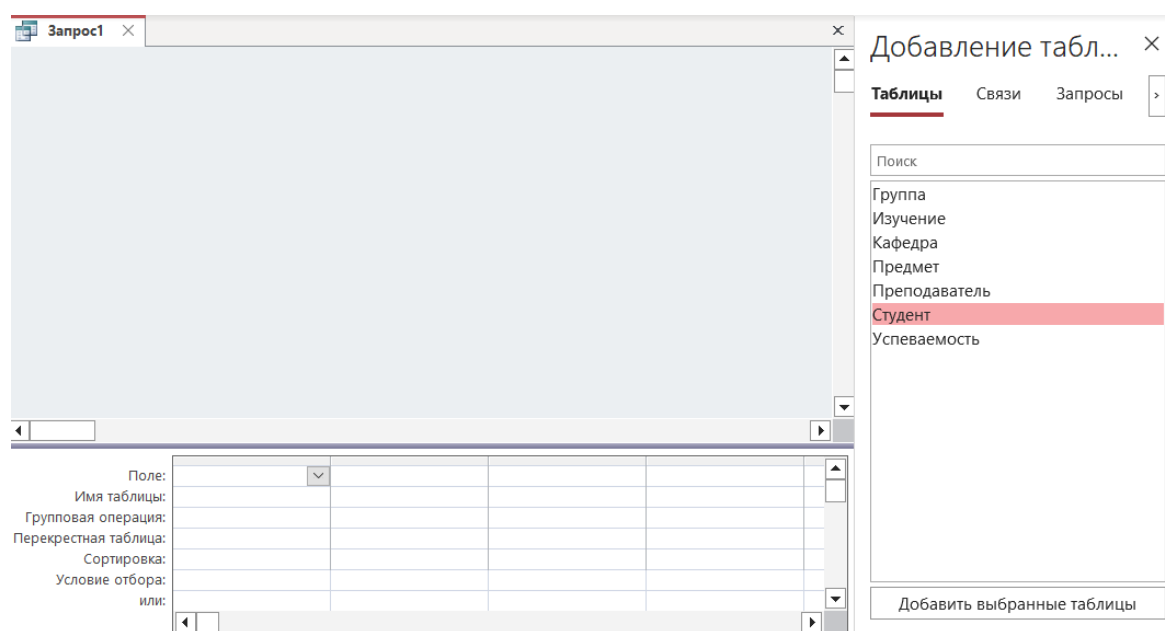 Запрос1
Добавление табл...
Таблицы Связи Запросы
Поиск
Группа
Изучение
Кафедра
Предмет
Преподаватель
Студент
Успеваемость
Добавить выбранные таблицы
Поле:
Имя таблицы:
Групповая операция:
Перекрестная таблица:
Сортировка:
Условие отбора:
или: